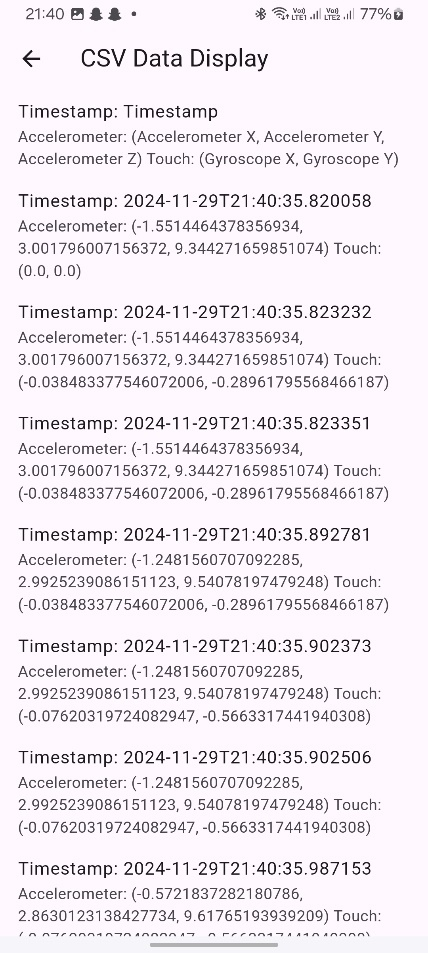 21:40
Vo) LTE1
Vo) LTE2
77%
CSV Data Display
Timestamp: Timestamp
Accelerometer: (Accelerometer X, Accelerometer Y,
Accelerometer Z) Touch: (Gyroscope X, Gyroscope Y)
Timestamp: 2024-11-29T21:40:35.820058
Accelerometer: (-1.5514464378356934,
3.001796007156372, 9.344271659851074) Touch:
(0.0, 0.0)
Timestamp: 2024-11-29T21:40:35.823232
Accelerometer: (-1.5514464378356934,
3.001796007156372, 9.344271659851074) Touch:
(-0.038483377546072006, -0.28961795568466187)
Timestamp: 2024-11-29T21:40:35.823351
Accelerometer: (-1.5514464378356934,
3.001796007156372, 9.344271659851074) Touch:
(-0.038483377546072006, -0.28961795568466187)
Timestamp: 2024-11-29T21:40:35.892781
Accelerometer: (-1.2481560707092285,
2.9925239086151123, 9.54078197479248) Touch:
(-0.038483377546072006, -0.28961795568466187)
Timestamp: 2024-11-29T21:40:35.902373
Accelerometer: (-1.2481560707092285,
2.9925239086151123, 9.54078197479248) Touch:
(-0.07620319724082947, -0.5663317441940308)
Timestamp: 2024-11-29T21:40:35.902506
Accelerometer: (-1.2481560707092285,
2.9925239086151123, 9.54078197479248) Touch:
(-0.07620319724082947, -0.5663317441940308)
Timestamp: 2024-11-29T21:40:35.987153
Accelerometer: (-0.5721837282180786,
2.8630123138427734, 9.61765193939209) Touch: